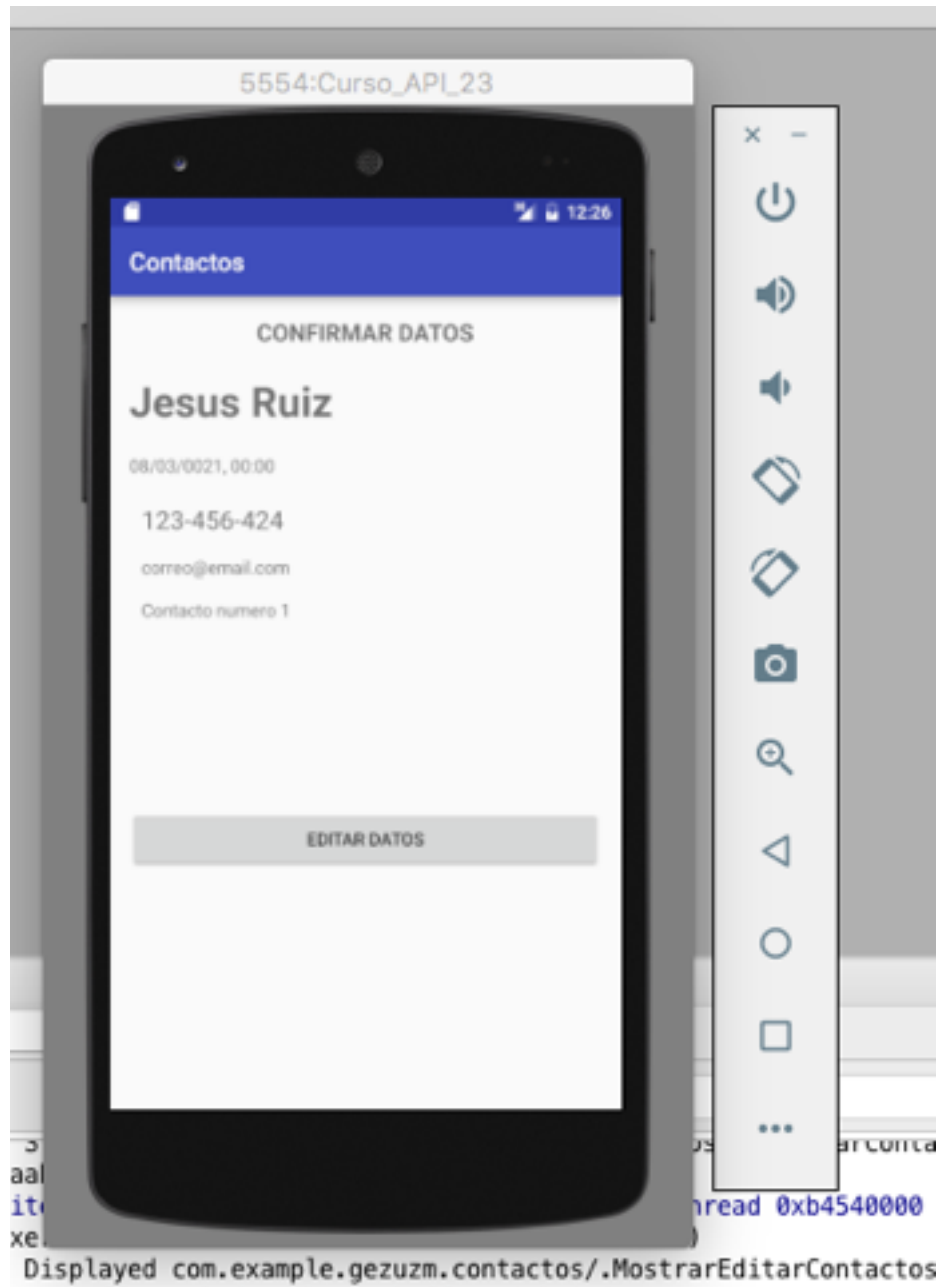 5554:Curso_API_23
12:26
Contactos
CONFIRMAR DATOS
Jesus Ruiz
08/03/0021, 00:00
123-456-424
correo@email.com
Contacto numero 1
EDITAR DATOS
hread 0xb4540000
xe
Displayed com.example.gezuzm.contactos/.MostrarEditarContactos